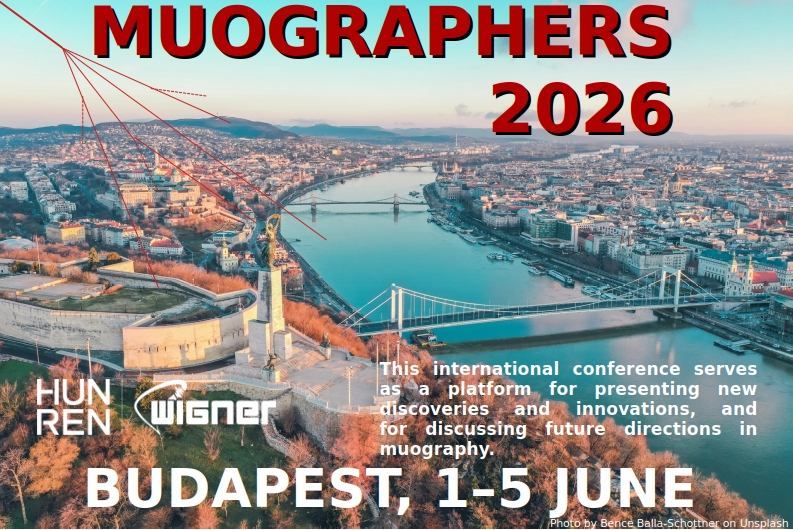 MUOGRAPHERS
2026
This international conference serves
as a platform for presenting new
discoveries and innovations, and
for discussing future directions in
muography.
HUN
REN
wigner
BUDAPEST, 1–5 JUNE
Photo by Bence Balla-Schottner on Unsplash